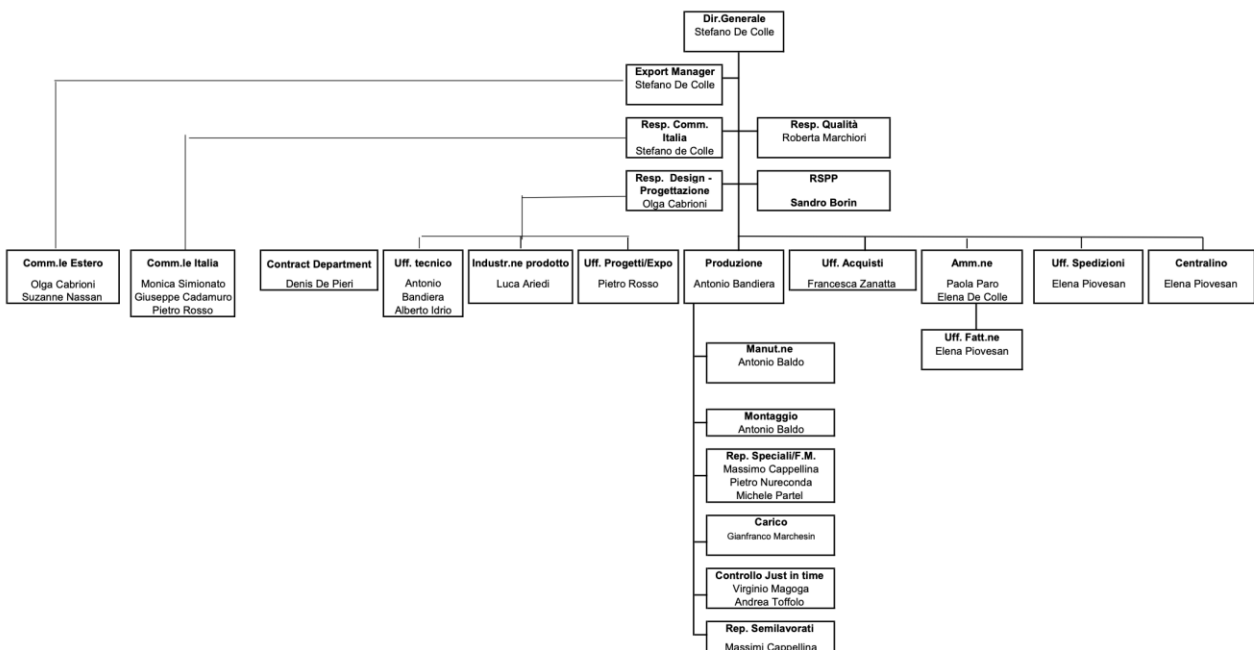 Dir.Generale
Stefano De Colle
Export Manager
Stefano De Colle
Resp. Comm.
Italia
Stefano de Colle
Resp. Qualità
Roberta Marchiori
Resp. Design -
Progettazione
Olga Cabrioni
RSPP
Sandro Borin
Comm.le Estero
Olga Cabrioni
Suzanne Nassan
Comm.le Italia
Monica Simionato
Giuseppe Cadamuro
Pietro Rosso
Contract Department
Denis De Pieri
Uff. tecnico
Antonio
Bandiera
Alberto Idrio
Industr.ne prodotto
Luca Ariedi
Uff. Progetti/Expo
Pietro Rosso
Produzione
Antonio Bandiera
Uff. Acquisti
Francesca Zanatta
Amm.ne
Paola Paro
Elena De Colle
Uff. Spedizioni
Elena Piovesan
Centralino
Elena Piovesan
Uff. Fatt.ne
Elena Piovesan
Manut.ne
Antonio Baldo
Montaggio
Antonio Baldo
Rep. Speciali/F.M.
Massimo Cappellina
Pietro Nureconda
Michele Partel
Carico
Gianfranco Marchesin
Controllo Just in time
Virginio Magoga
Andrea Toffolo
Rep. Semilavorati
Massimi Cappellina